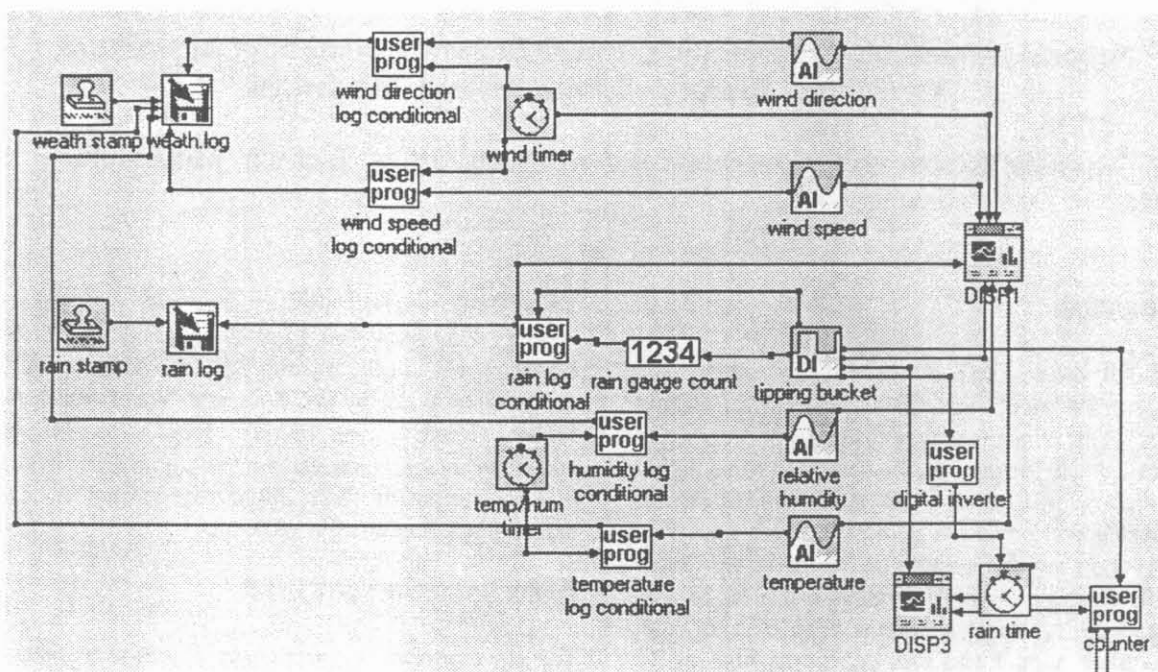 user
prog
AI
wind direction
log conditional
wind direction
weath stamp
weath.log
wind timer
user
prog
AI
wind speed
log conditional
wind speed
DISP1
user
prog
1234
DI
rain stamp
rain log
rain log
conditional
rain gauge count
tipping bucket
user
prog
AI
user
prog
humidity log
conditional
relative
humidity
digital inverte
temp/hum
timer
user
prog
AI
temperature
log conditional
temperature
user
prog
DISP3
rain time
counter